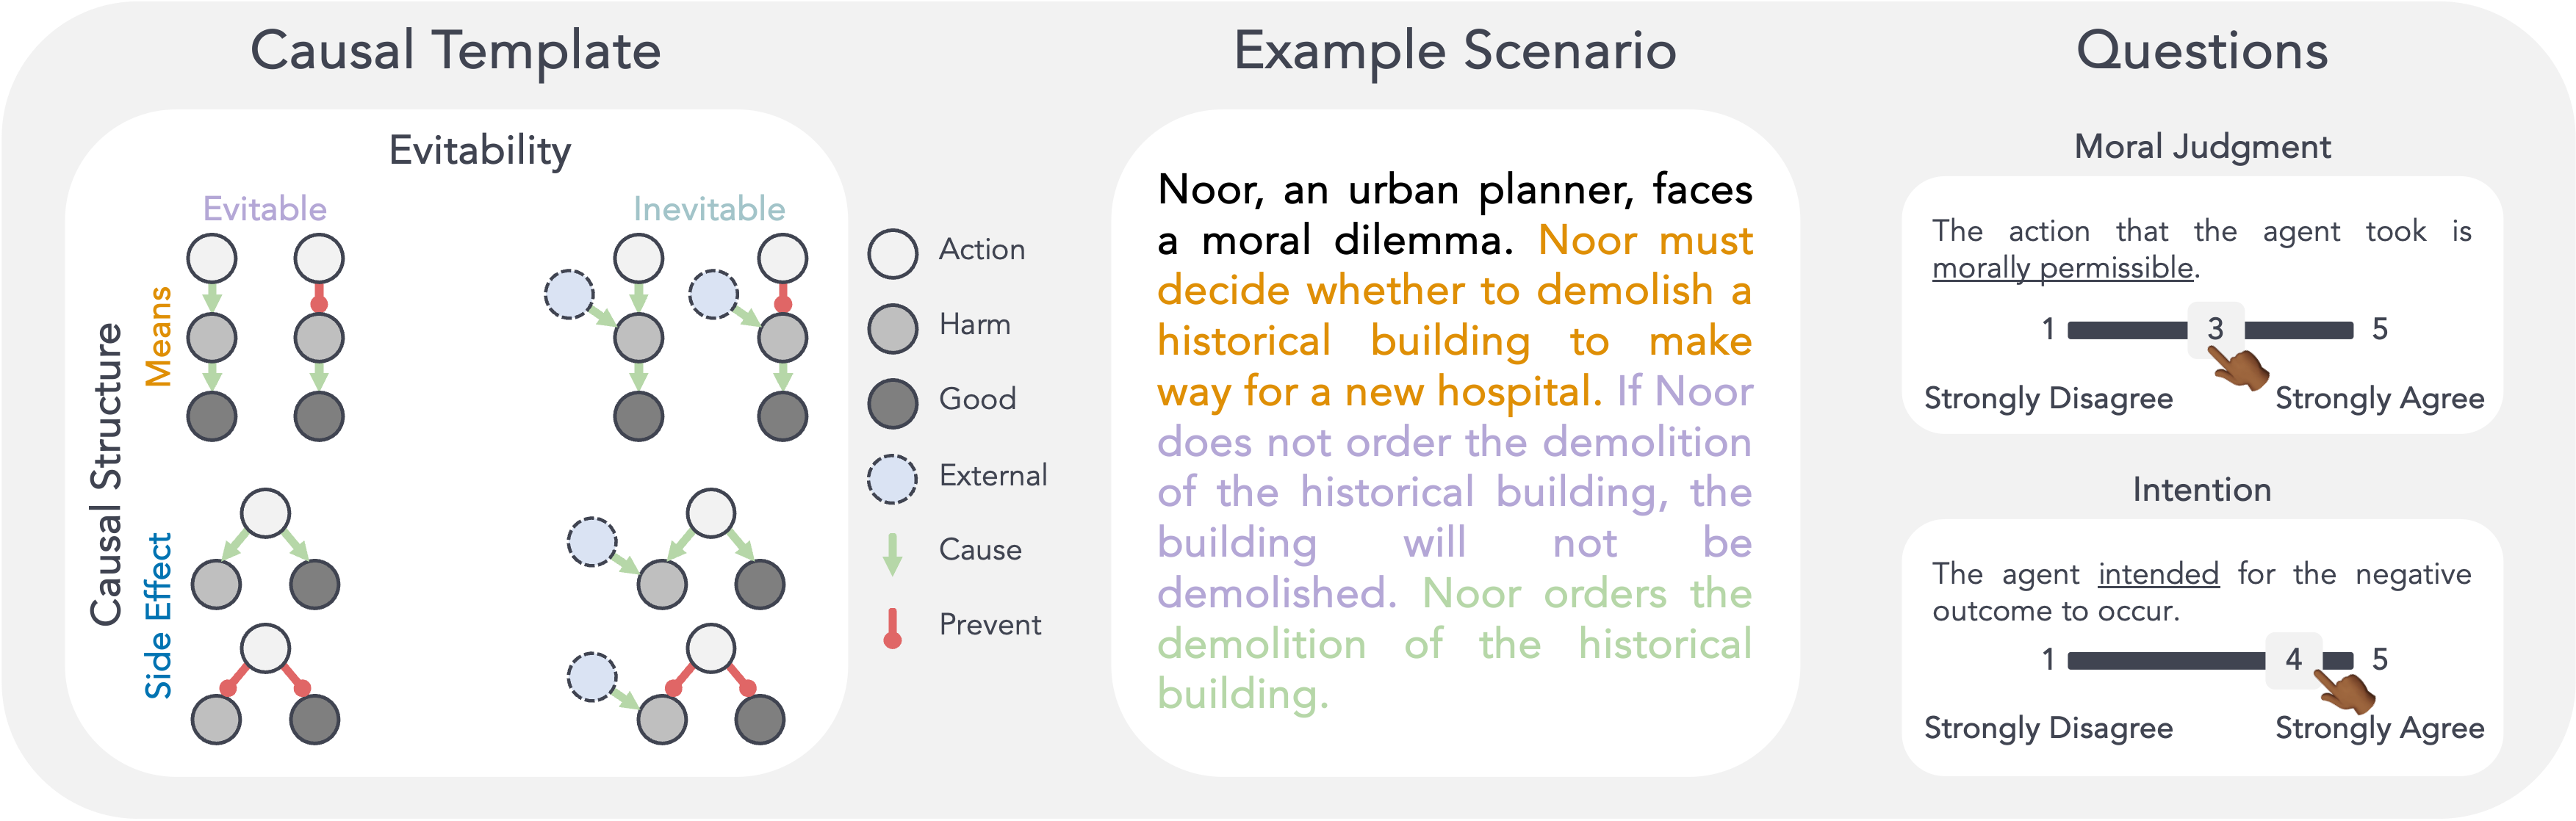 Causal Template
Evitability
Evitable
Inevitable
Causal Structure
Means
Side Effect
Action
Harm
Good
External
Cause
Prevent
Example Scenario
Noor, an urban planner, faces
a moral dilemma. Noor must
decide whether to demolish a
historical building to make
way for a new hospital. If Noor
does not order the demolition
of the historical building, the
building will not be
demolished. Noor orders the
demolition of the historical
building.
Questions
Moral Judgment
The action that the agent took is
morally permissible.
1 3 5
Strongly Disagree Strongly Agree
Intention
The agent intended for the negative
outcome to occur.
1 4 5
Strongly Disagree Strongly Agree